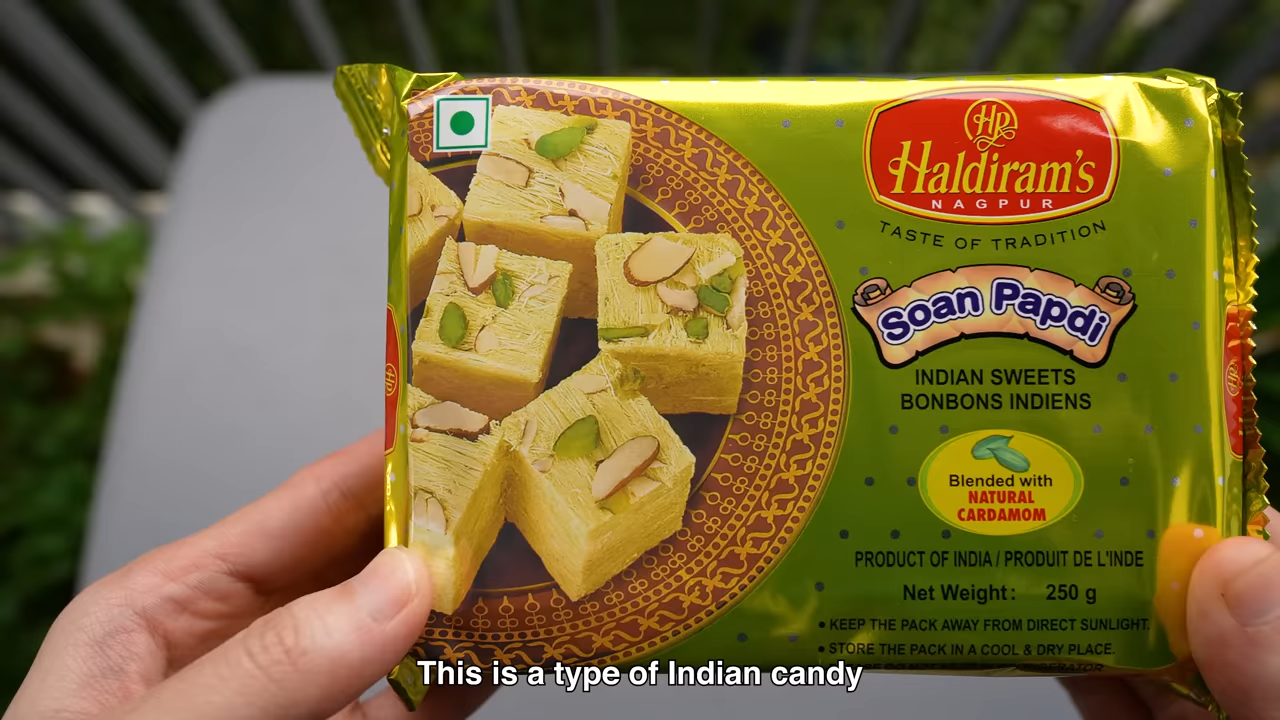 HR
Haldiram's
NAGPUR
TASTE OF TRADITION
Soan Papdi
INDIAN SWEETS
BONBONS INDIENS
Blended with
NATURAL
CARDAMOM
PRODUCT OF INDIA / PRODUIT DE L'INDE
Net Weight: 250 g
• KEEP THE PACK AWAY FROM DIRECT SUNLIGHT.
• STORE THE PACK IN A COOL & DRY PLACE.
This is a type of Indian candy